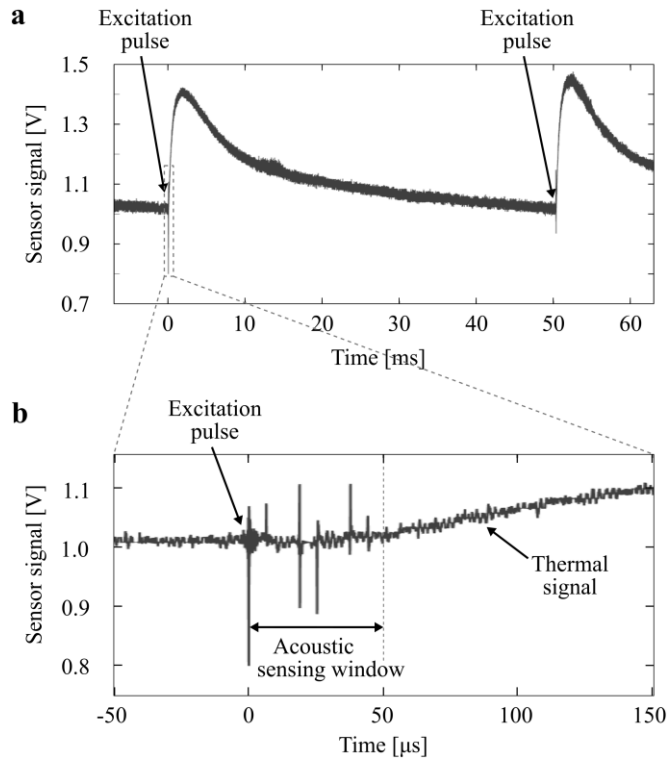 a
Excitation
pulse
Excitation
pulse
1.5
1.3
1.1
0.9
0.7
Sensor signal [V]
0
10
20
30
40
50
60
Time [ms]
b
Excitation
pulse
1.1
1.0
0.9
0.8
Sensor signal [V]
Thermal
signal
Acoustic
sensing window
-50
0
50
100
150
Time [μs]